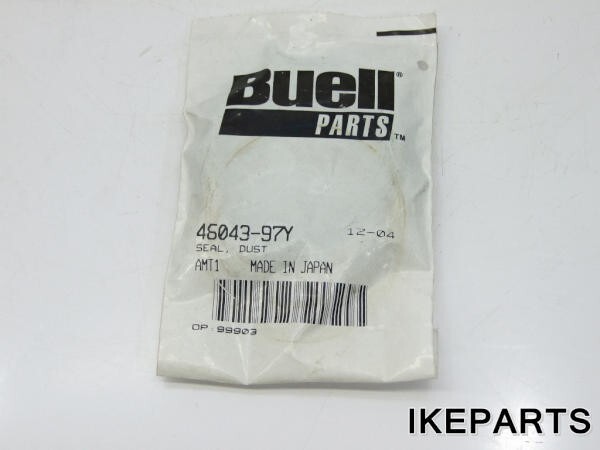 Buell®
PARTS™
46043-97Y 12-04
SEAL, DUST
AMT1 MADE IN JAPAN
OP 99903
IKEPARTS